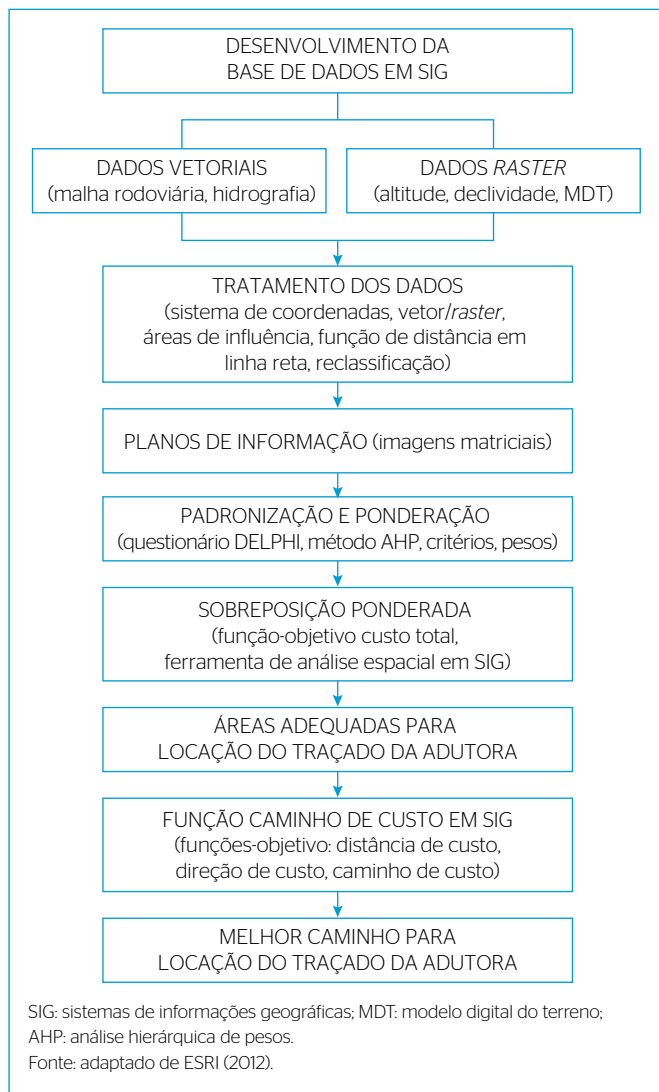 DESENVOLVIMENTO DA
BASE DE DADOS EM SIG
DADOS VETORIAIS
(malha rodoviária, hidrografia)
DADOS RASTER
(altitude, declividade, MDT)
TRATAMENTO DOS DADOS
(sistema de coordenadas, vetor/raster,
áreas de influência, função de distância em
linha reta, reclassificação)
PLANOS DE INFORMAÇÃO (imagens matriciais)
PADRONIZAÇÃO E PONDERAÇÃO
(questionário DELPHI, método AHP, critérios, pesos)
SOBREPOSIÇÃO PONDERADA
(função-objetivo custo total,
ferramenta de análise espacial em SIG)
ÁREAS ADEQUADAS PARA
LOCAÇÃO DO TRAÇADO DA ADUTORA
FUNÇÃO CAMINHO DE CUSTO EM SIG
(funções-objetivo: distância de custo,
direção de custo, caminho de custo)
MELHOR CAMINHO PARA
LOCAÇÃO DO TRAÇADO DA ADUTORA
SIG: sistemas de informações geográficas; MDT: modelo digital do terreno;
AHP: análise hierárquica de pesos.
Fonte: adaptado de ESRI (2012).